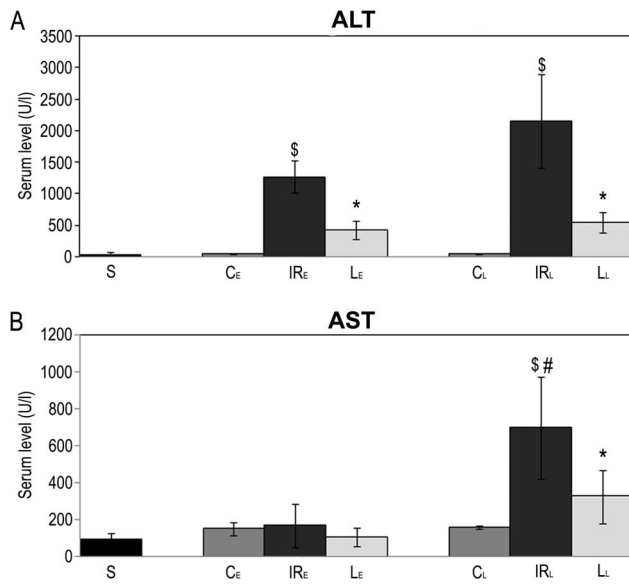 A
ALT
Serum level (U/l)
3500
3000
2500
2000
1500
1000
500
0
$
*
$
*
S
CE
IRE
LE
CL
IRL
LL
B
AST
Serum level (U/l)
1200
1000
800
600
400
200
0
$ #
*
S
CE
IRE
LE
CL
IRL
LL